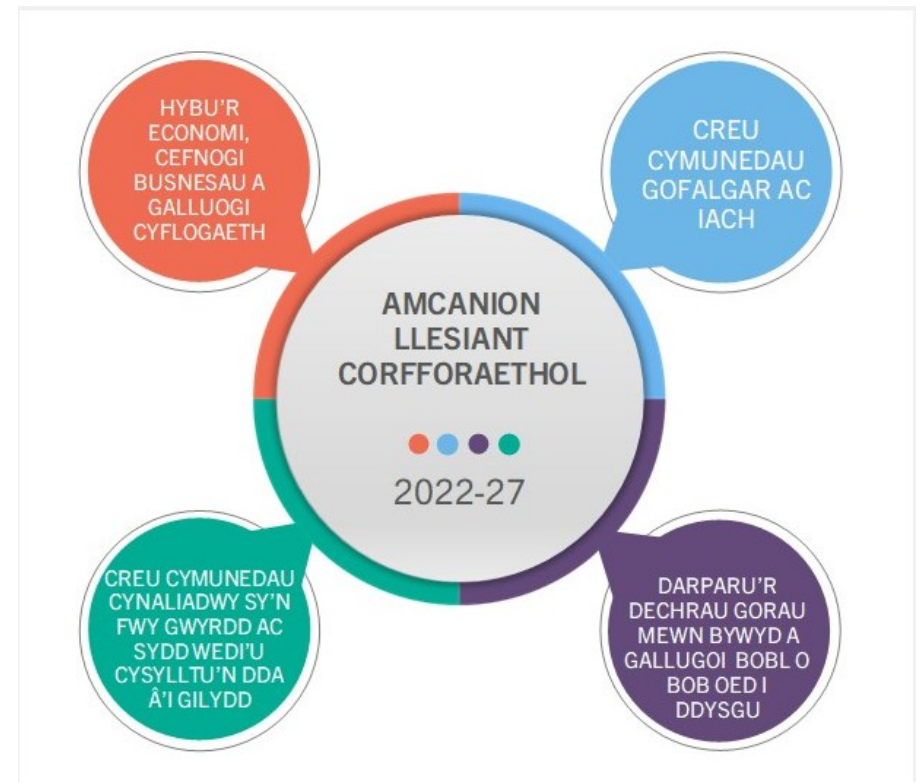 HYBU'R
ECONOMI,
CEFNOGI
BUSNESAU A
GALLUOGI
CYFLOGAETH
CREU
CYMUNEDAU
GOFALGAR AC
IACH
AMCANION
LLESIANT
CORFFORAETHOL
2022-27
CREU CYMUNEDAU
CYNALIADWY SY'N
FWY GWYRDD AC
SYDD WEDI'U
CYSYLLTU'N DDA
Â'I GILYDD
DARPARU'R
DECHRAU GORAU
MEWN BYWYD A
GALLUGOI BOBL O
BOB OED I
DDYSGU